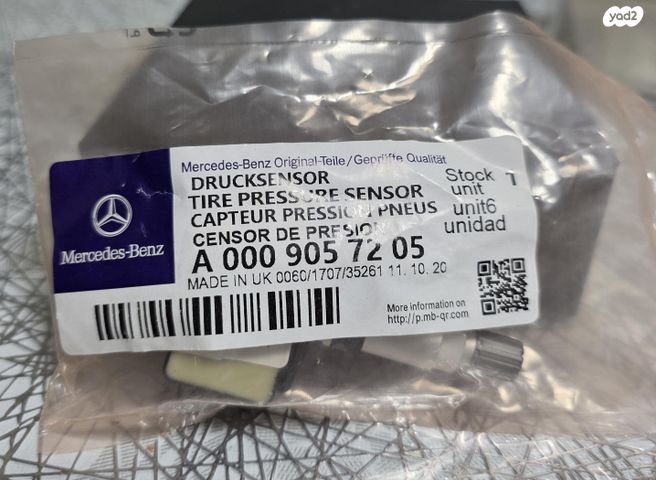 yad2
Mercedes-Benz Original-Teile/Geprüfte Qualität
DRUCKSENSOR
TIRE PRESSURE SENSOR
CAPTEUR PRESSION PNEUS
CENSOR DE PRESION
A 000 905 72 05
MADE IN UK 0060/1707/35261 11. 10. 20
Stock 1
unit
unit6
unidad
Mercedes-Benz
More information on
http://p.mb-qr.com